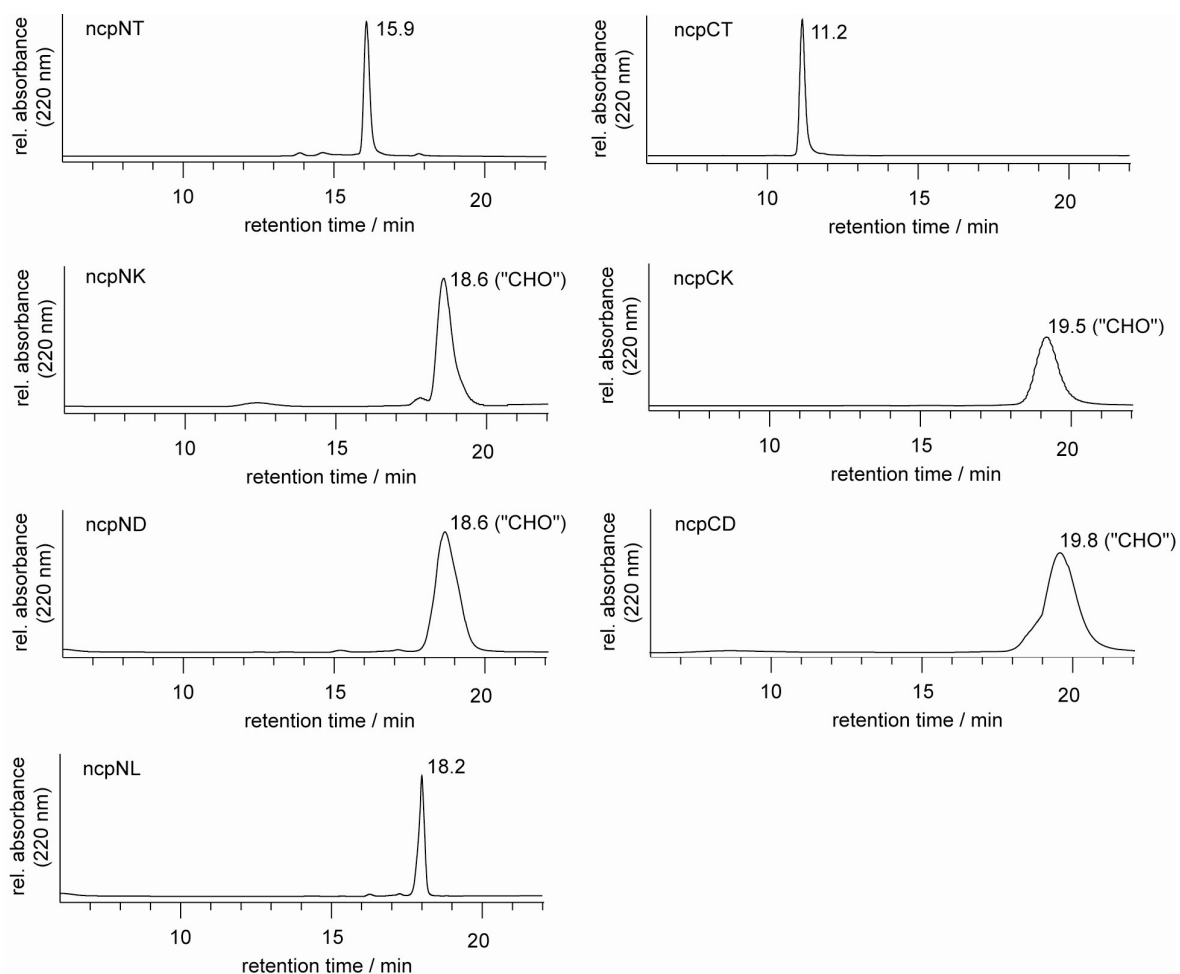 ncpNT
15.9
rel. absorbance
(220 nm)
10
15
20
retention time / min
ncpCT
11.2
rel. absorbance
(220 nm)
10
15
20
retention time / min
ncpNK
18.6 ("CHO")
rel. absorbance
(220 nm)
10
15
20
retention time / min
ncpCK
19.5 ("CHO")
rel. absorbance
(220 nm)
10
15
20
retention time / min
ncpND
18.6 ("CHO")
rel. absorbance
(220 nm)
10
15
20
retention time / min
ncpCD
19.8 ("CHO")
rel. absorbance
(220 nm)
10
15
20
retention time / min
ncpNL
18.2
rel. absorbance
(220 nm)
10
15
20
retention time / min